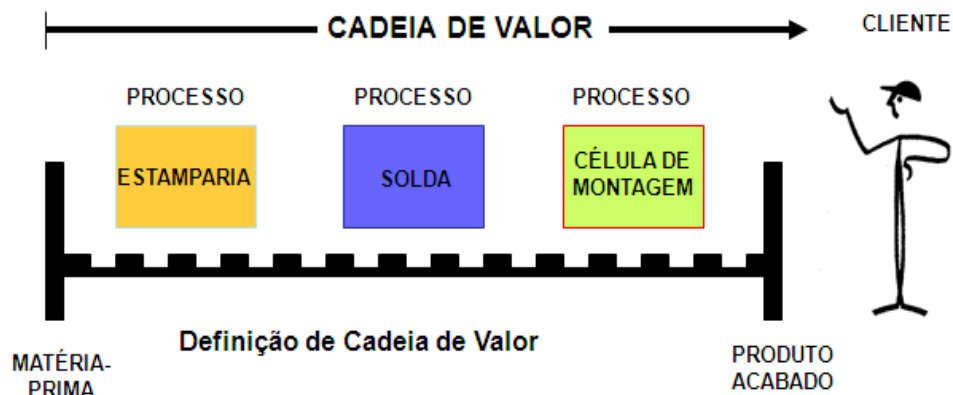 CADEIA DE VALOR
CLIENTE
PROCESSO
PROCESSO
PROCESSO
ESTAMPARIA
SOLDA
CÉLULA DE
MONTAGEM
Definição de Cadeia de Valor
MATÉRIA-
PRIMA
PRODUTO
ACABADO